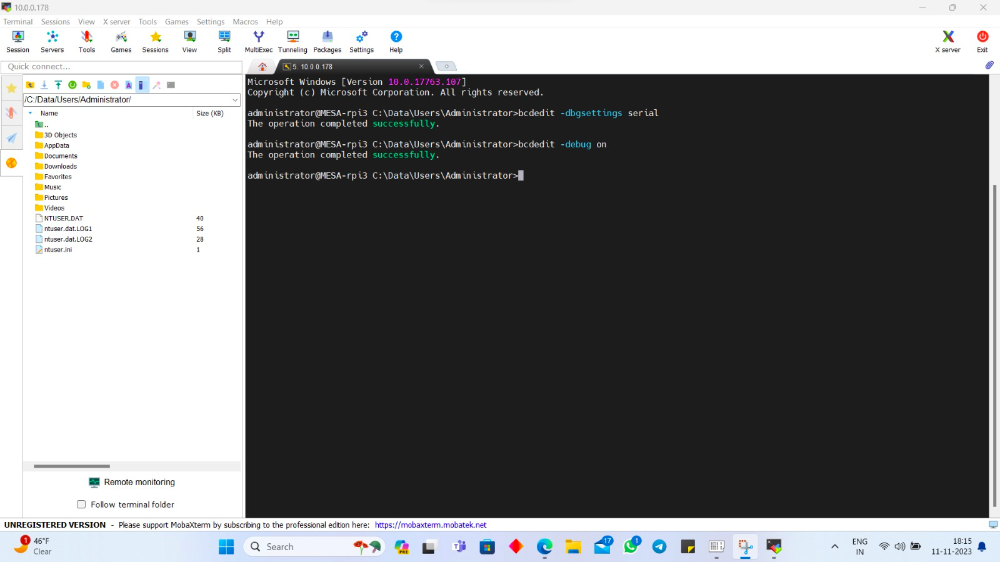 10.0.0.178
Terminal Sessions View X server Tools Games Settings Macros Help
Session Servers Tools Games Sessions View Split MultiExec Tunneling Packages Settings Help X server Exit
Quick connect...
5. 10.0.0.178
/C:/Data/Users/Administrator/
Name Size (KB)
..
3D Objects
AppData
Documents
Downloads
Favorites
Music
Pictures
Videos
NTUSER.DAT 40
ntuser.dat.LOG1 56
ntuser.dat.LOG2 28
ntuser.ini 1
Remote monitoring
Follow terminal folder
Microsoft Windows [Version 10.0.17763.107]
Copyright (c) Microsoft Corporation. All rights reserved.
administrator@MESA-rpi3 C:\Data\Users\Administrator>bcdedit -dbgsettings serial
The operation completed successfully.
administrator@MESA-rpi3 C:\Data\Users\Administrator>bcdedit -debug on
The operation completed successfully.
administrator@MESA-rpi3 C:\Data\Users\Administrator>
UNREGISTERED VERSION - Please support MobaXterm by subscribing to the professional edition here: https://mobaxterm.mobatek.net
1
46°F
Clear
Search
PRE
17
1
ENG
IN
18:15
11-11-2023